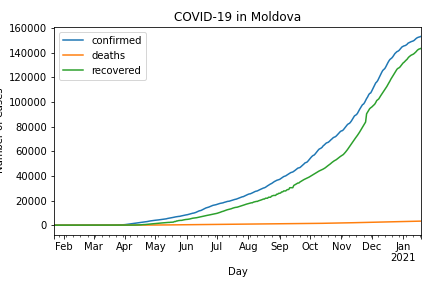 COVID-19 in Moldova
confirmed
deaths
recovered
160000
140000
120000
100000
80000
60000
40000
20000
0
Feb Mar Apr May Jun Jul Aug Sep Oct Nov Dec Jan
2021
Day